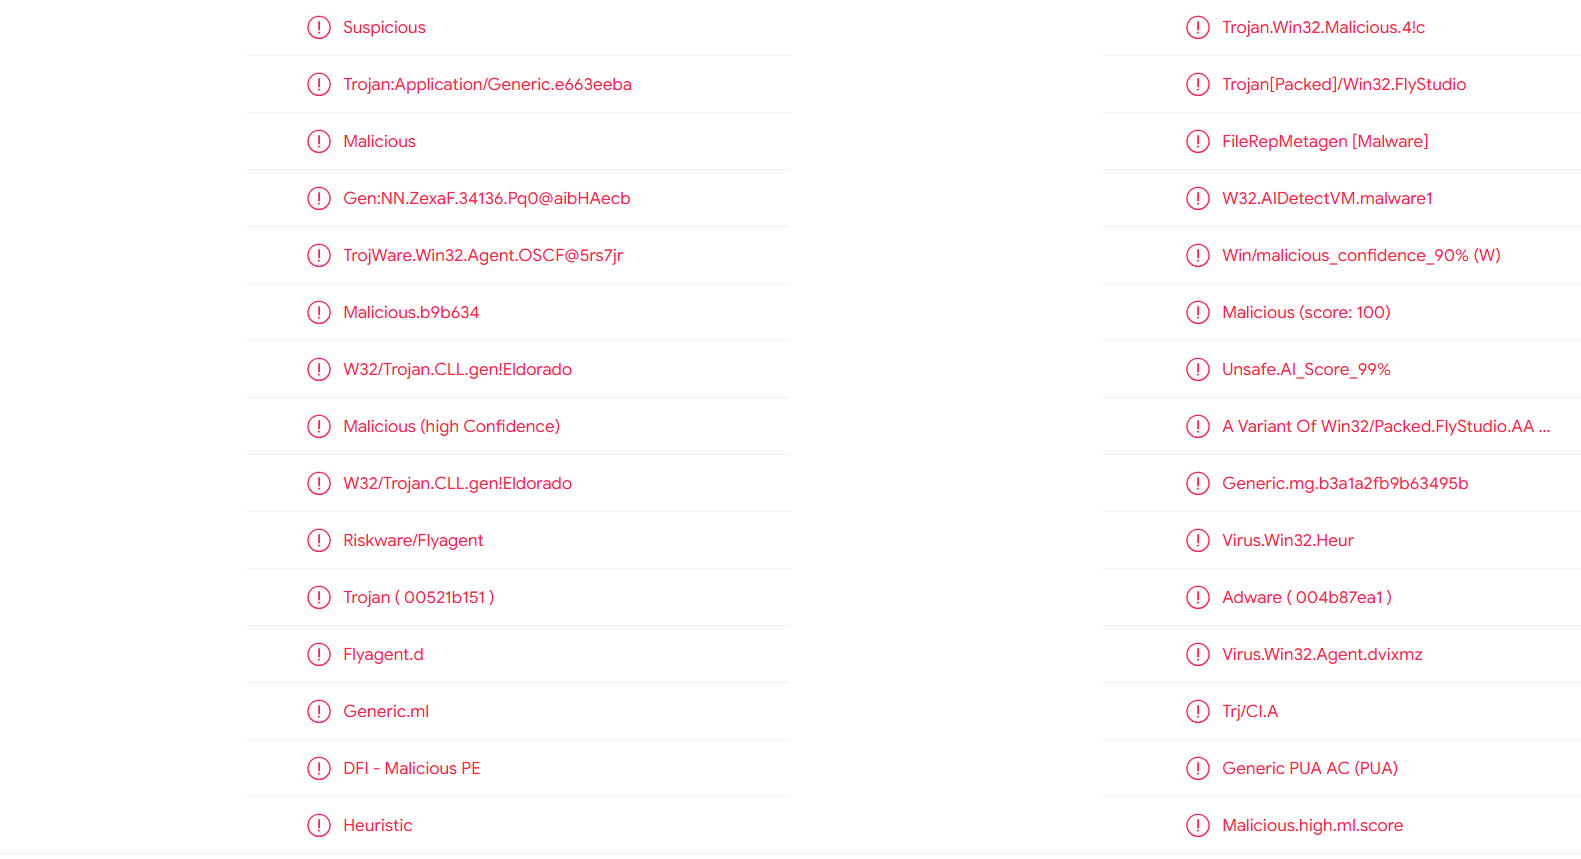 Suspicious
Trojan.Win32.Malicious.4!c
Trojan:Application/Generic.e663eeba
Trojan[Packed]/Win32.FlyStudio
Malicious
FileRepMetagen [Malware]
Gen:NN.ZexaF.34136.Pq0@aibHAecb
W32.AIDetectVM.malware1
TrojWare.Win32.Agent.OSCF@5rs7jr
Win/malicious_confidence_90% (W)
Malicious.b9b634
Malicious (score: 100)
W32/Trojan.CLL.gen!Eldorado
Unsafe.AI_Score_99%
Malicious (high Confidence)
A Variant Of Win32/Packed.FlyStudio.AA ...
W32/Trojan.CLL.gen!Eldorado
Generic.mg.b3a1a2fb9b63495b
Riskware/Flyagent
Virus.Win32.Heur
Trojan ( 00521b151 )
Adware ( 004b87ea1 )
Flyagent.d
Virus.Win32.Agent.dvixmz
Generic.ml
Trj/CI.A
DFI - Malicious PE
Generic PUA AC (PUA)
Heuristic
Malicious.high.ml.score